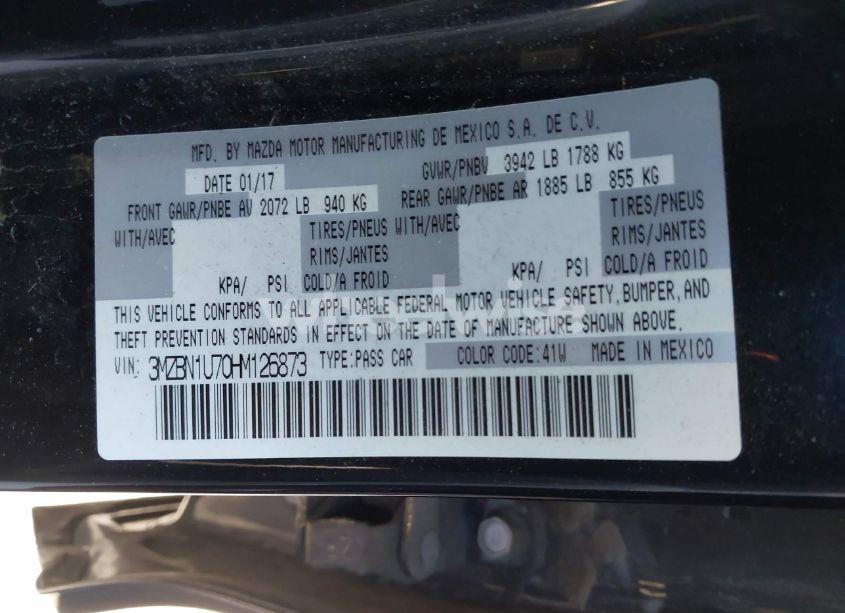 MFD. BY MAZDA MOTOR MANUFACTURING DE MEXICO S.A. DE C.V.
DATE 01/17 GVWR/PNBV 3942 LB 1788 KG
FRONT GAWR/PNBE AV 2072 LB 940 KG REAR GAWR/PNBE AR 1885 LB 855 KG
WITH/AVEC TIRES/PNEUS WITH/AVEC TIRES/PNEUS
RIMS/JANTES RIMS/JANTES
KPA/ PSI COLD/A FROID KPA/ PSI COLD/A FROID
THIS VEHICLE CONFORMS TO ALL APPLICABLE FEDERAL MOTOR VEHICLE SAFETY, BUMPER, AND
THEFT PREVENTION STANDARDS IN EFFECT ON THE DATE OF MANUFACTURE SHOWN ABOVE.
VIN: 3MZBN1U70HM126873 TYPE:PASS CAR COLOR CODE:41W MADE IN MEXICO